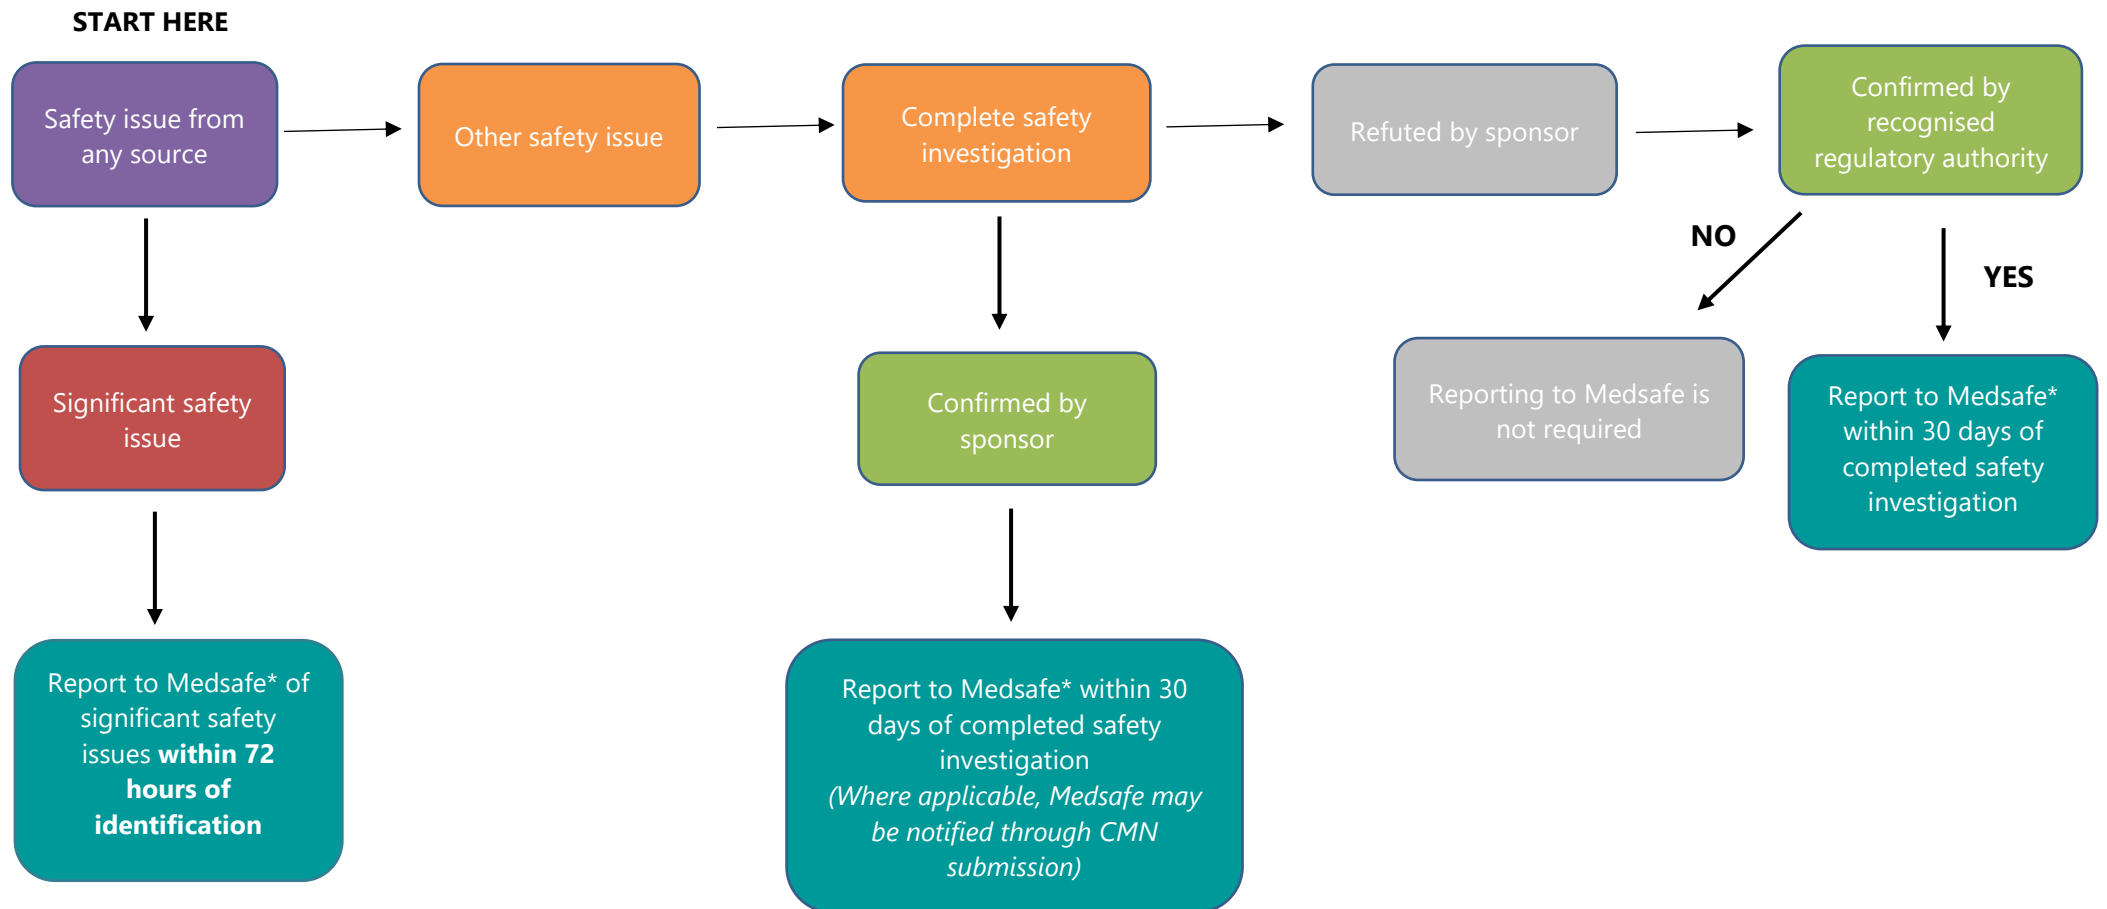 START HERE
Safety issue from
any source
Other safety issue
Complete safety
investigation
Refuted by sponsor
Confirmed by
recognised
regulatory authority
NO
YES
Significant safety
issue
Confirmed by
sponsor
Reporting to Medsafe is
not required
Report to Medsafe*
within 30 days of
completed safety
investigation
Report to Medsafe* of
significant safety
issues within 72
hours of
identification
Report to Medsafe* within 30
days of completed safety
investigation
(Where applicable, Medsafe may
be notified through CMN
submission)